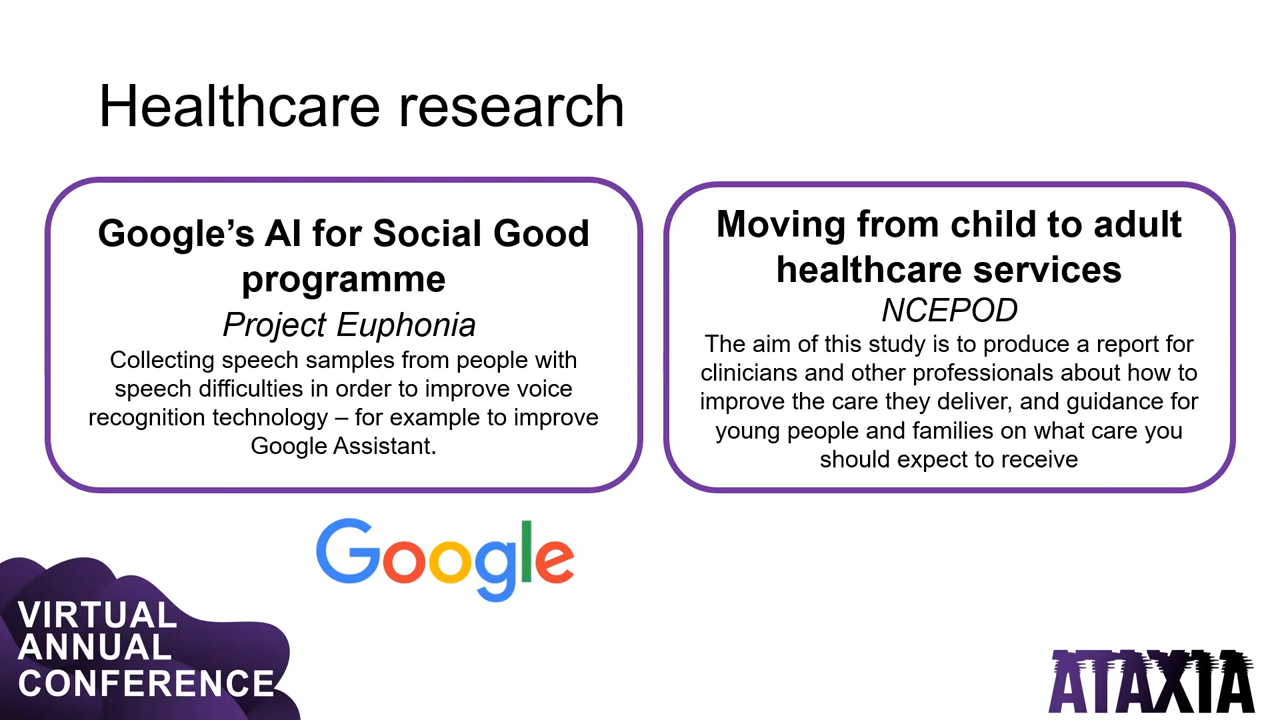 Healthcare research
Google’s AI for Social Good
programme
Project Euphonia
Collecting speech samples from people with
speech difficulties in order to improve voice
recognition technology – for example to improve
Google Assistant.
Moving from child to adult
healthcare services
NCEPOD
The aim of this study is to produce a report for
clinicians and other professionals about how to
improve the care they deliver, and guidance for
young people and families on what care you
should expect to receive
Google
VIRTUAL
ANNUAL
CONFERENCE
ATAXIA